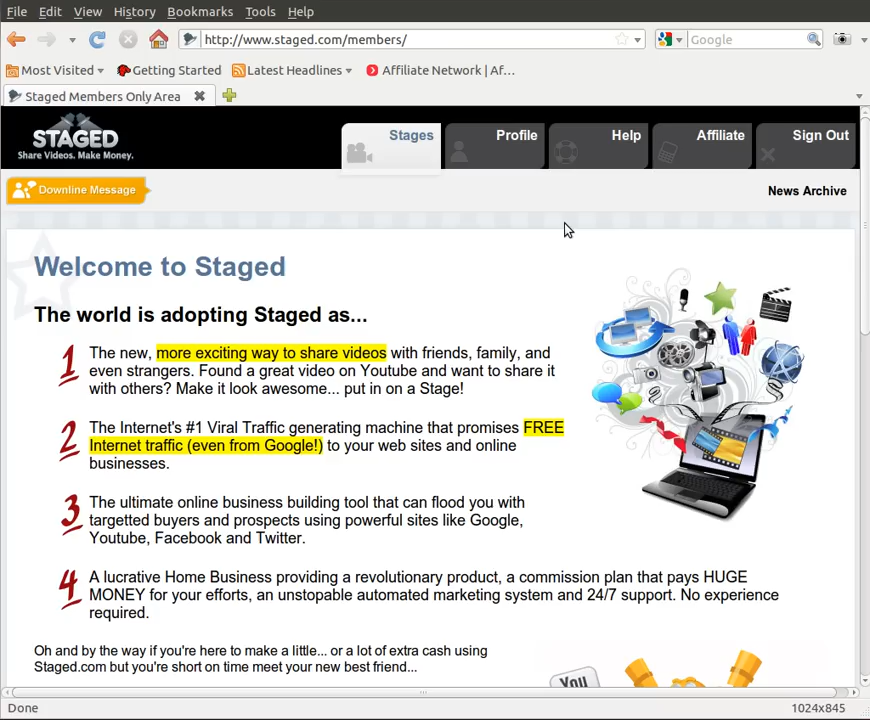 File Edit View History Bookmarks Tools Help
http://www.staged.com/members/ Google
Most Visited Getting Started Latest Headlines Affiliate Network | Af...
Staged Members Only Area
STAGED
Share Videos. Make Money.
Stages Profile Help Affiliate Sign Out
Downline Message News Archive
Welcome to Staged
The world is adopting Staged as...
1 The new, more exciting way to share videos with friends, family, and
even strangers. Found a great video on Youtube and want to share it
with others? Make it look awesome... put in on a Stage!
2 The Internet's #1 Viral Traffic generating machine that promises FREE
Internet traffic (even from Google!) to your web sites and online
businesses.
3 The ultimate online business building tool that can flood you with
targetted buyers and prospects using powerful sites like Google,
Youtube, Facebook and Twitter.
4 A lucrative Home Business providing a revolutionary product, a commission plan that pays HUGE
MONEY for your efforts, an unstopable automated marketing system and 24/7 support. No experience
required.
Oh and by the way if you're here to make a little... or a lot of extra cash using
Staged.com but you're short on time meet your new best friend...
You
Done 1024x845